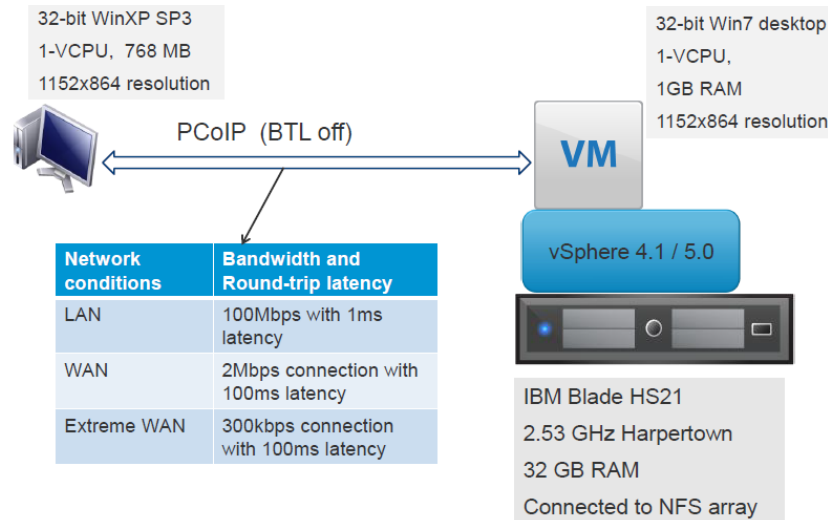 32-bit WinXP SP3
1-VCPU, 768 MB
1152x864 resolution
32-bit Win7 desktop
1-VCPU,
1GB RAM
1152x864 resolution
PCoIP (BTL off)
VM
vSphere 4.1 / 5.0
Network conditions
Bandwidth and Round-trip latency
LAN
100Mbps with 1ms latency
WAN
2Mbps connection with 100ms latency
Extreme WAN
300kbps connection with 100ms latency
IBM Blade HS21
2.53 GHz Harpertown
32 GB RAM
Connected to NFS array